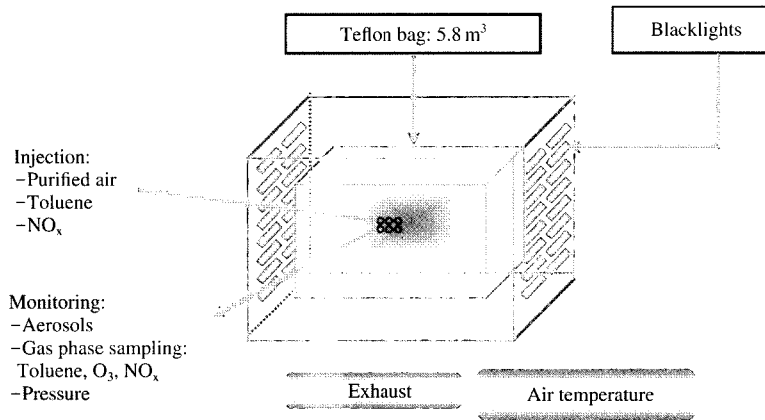 Teflon bag: 5.8 m³
Blacklights
Injection:
−Purified air
−Toluene
−NOₓ
Monitoring:
−Aerosols
−Gas phase sampling:
Toluene, O₃, NOₓ
−Pressure
Exhaust
Air temperature